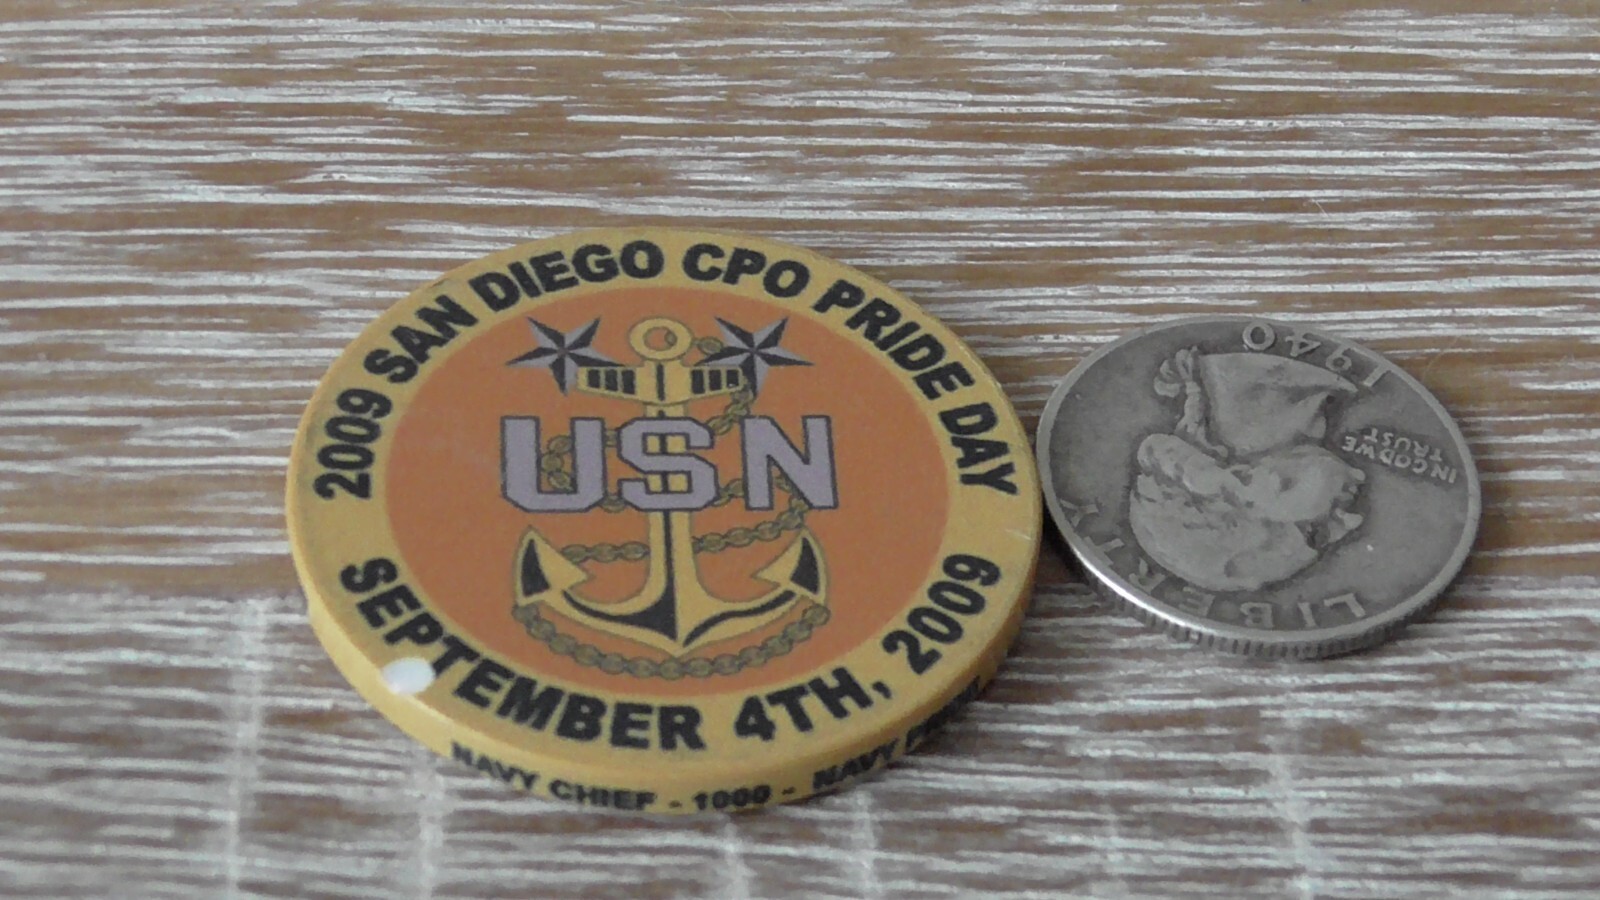 2009 SAN DIEGO CPO PRIDE DAY
USN
SEPTEMBER 4TH, 2009
NAVY CHIEF - 1000 - NAVY
1940
IN GOD WE
TRUST
LIBERTY